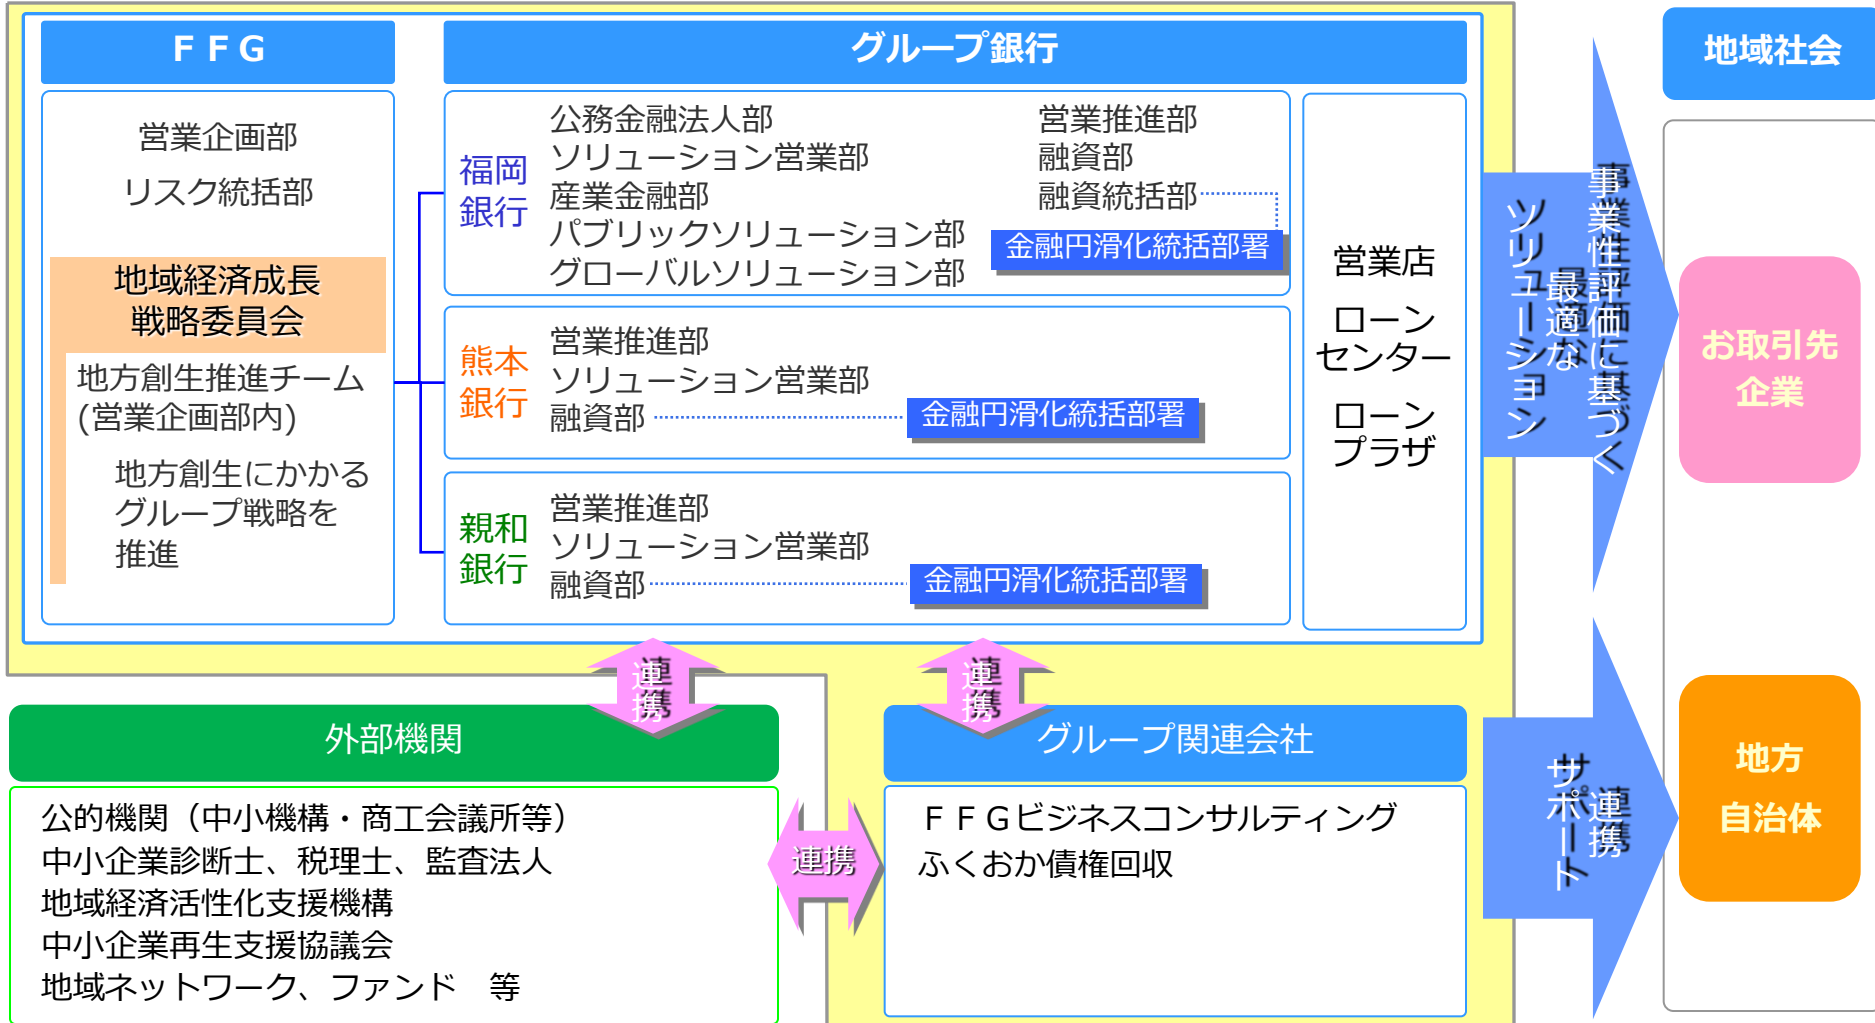 ＦＦＧ
営業企画部
リスク統括部
地域経済成長
戦略委員会
地方創生推進チーム
(営業企画部内)
地方創生にかかる
グループ戦略を
推進
グループ銀行
福岡
銀行
公務金融法人部
ソリューション営業部
産業金融部
パブリックソリューション部
グローバルソリューション部
営業推進部
融資部
融資統括部
金融円滑化統括部署
熊本
銀行
営業推進部
ソリューション営業部
融資部
金融円滑化統括部署
親和
銀行
営業推進部
ソリューション営業部
融資部
金融円滑化統括部署
営業店
ローン
センター
ローン
プラザ
事業性評価に基づく
最適な
ソリューション
地域社会
お取引先
企業
連携
連携
外部機関
公的機関（中小機構・商工会議所等）
中小企業診断士、税理士、監査法人
地域経済活性化支援機構
中小企業再生支援協議会
地域ネットワーク、ファンド　等
連携
グループ関連会社
ＦＦＧビジネスコンサルティング
ふくおか債権回収
連携
サポート
地方
自治体